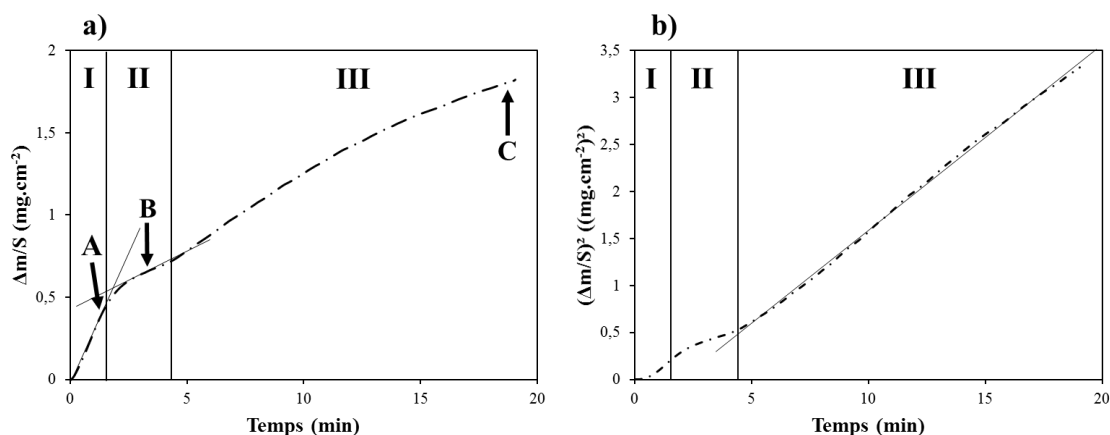 a)
2
1,5
1
0,5
0
0
5
10
15
20
I
II
III
A
B
C
Δm/S (mg.cm⁻²)
Temps (min)
b)
3,5
3
2,5
2
1,5
1
0,5
0
0
5
10
15
20
I
II
III
(Δm/S)² ((mg.cm⁻²)²)
Temps (min)